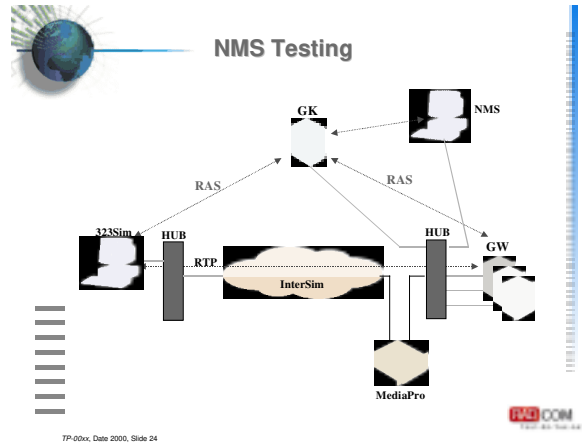 NMS Testing
GK
NMS
RAS
RAS
323Sim
HUB
HUB
GW
RTP
InterSim
MediaPro
RADCOM
TP-00xx, Date 2000, Slide 24